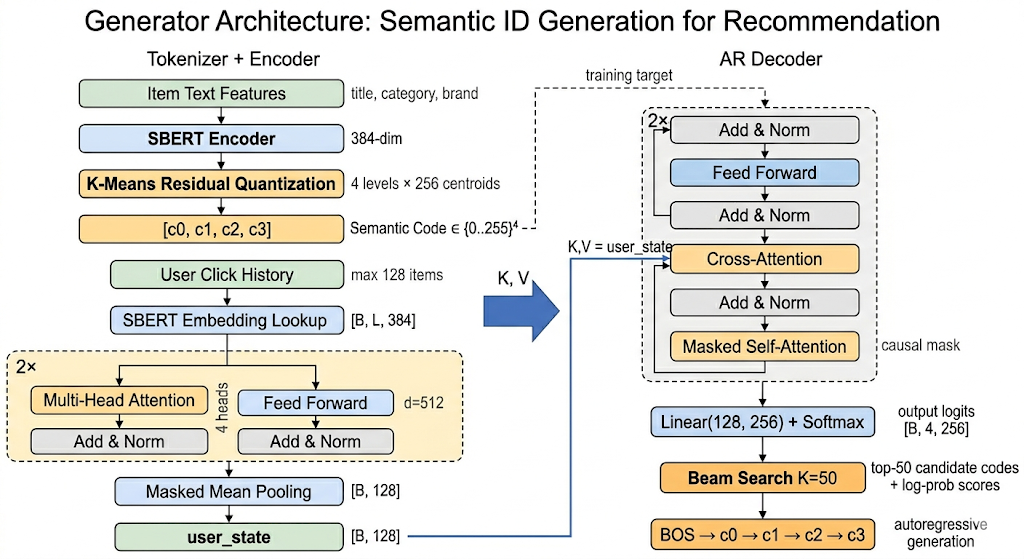 Generator Architecture: Semantic ID Generation for Recommendation
Tokenizer + Encoder
Item Text Features
title, category, brand
SBERT Encoder
384-dim
K-Means Residual Quantization
4 levels × 256 centroids
[c0, c1, c2, c3]
Semantic Code ∈ {0..255}⁴
User Click History
max 128 items
SBERT Embedding Lookup
[B, L, 384]
2×
Multi-Head Attention
Add & Norm
4 heads
Feed Forward
d=512
Add & Norm
Masked Mean Pooling
[B, 128]
user_state
[B, 128]
K, V
AR Decoder
training target
2×
Add & Norm
Feed Forward
Add & Norm
K,V = user_state
Cross-Attention
Add & Norm
Masked Self-Attention
causal mask
Linear(128, 256) + Softmax
output logits
[B, 4, 256]
Beam Search K=50
top-50 candidate codes
+ log-prob scores
BOS → c0 → c1 → c2 → c3
autoregressive
generation